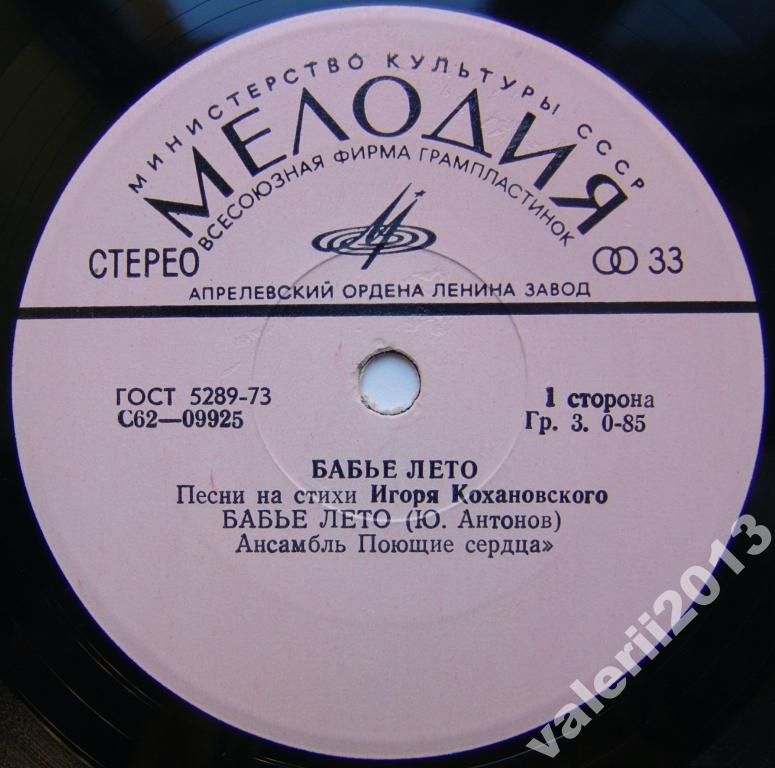 МИНИСТЕРСТВО КУЛЬТУРЫ СССР
МЕЛОДИЯ
ВСЕСОЮЗНАЯ ФИРМА ГРАМПЛАСТИНОК
СТЕРЕО
33
АПРЕЛЕВСКИЙ ОРДЕНА ЛЕНИНА ЗАВОД
ГОСТ 5289-73
С62—09925
1 сторона
Гр. 3. 0-85
БАБЬЕ ЛЕТО
Песни на стихи Игоря Кохановского
БАБЬЕ ЛЕТО (Ю. Антонов)
Ансамбль Поющие сердца»
valerii2013